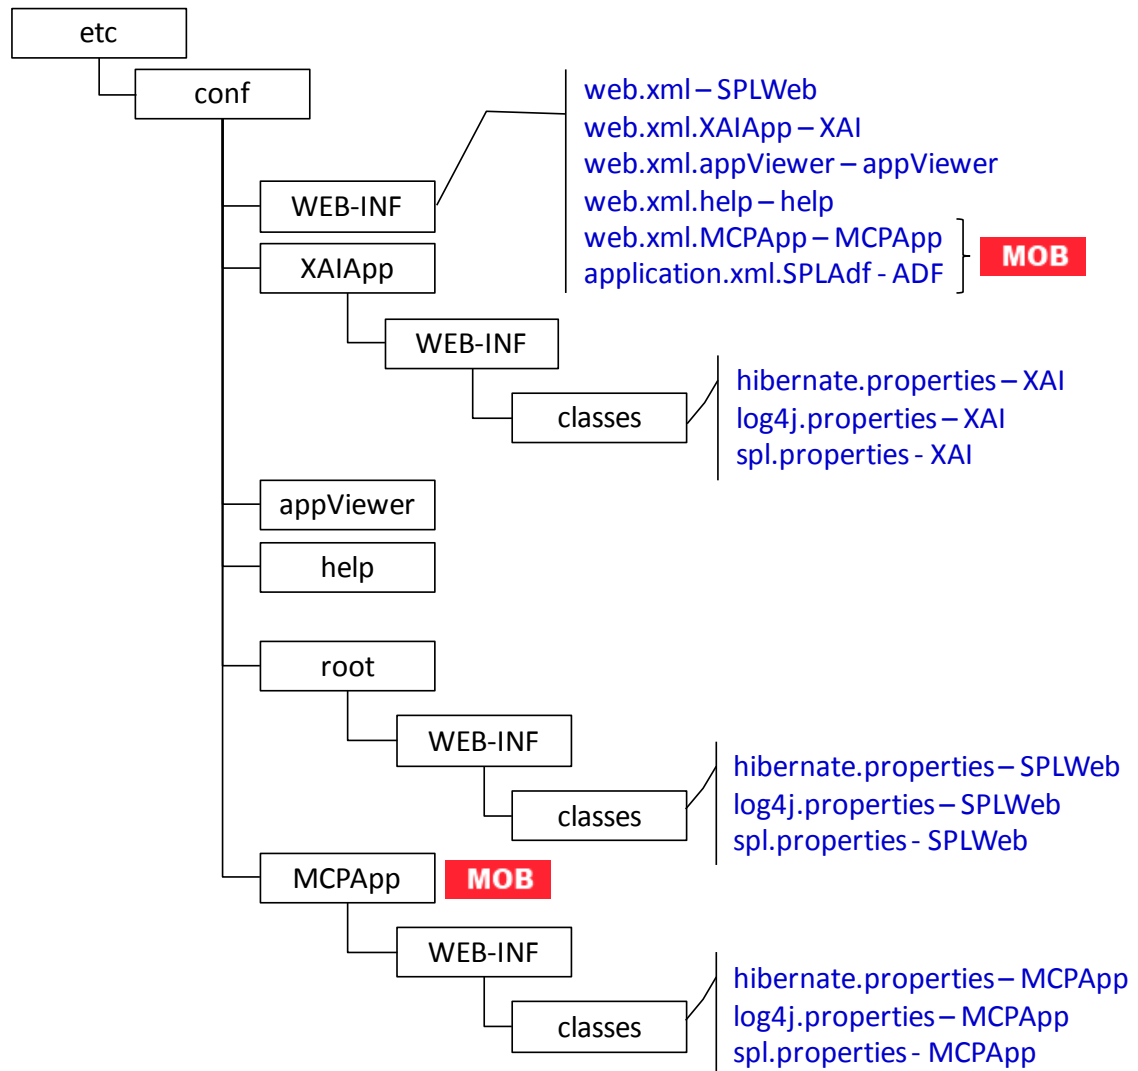 etc
conf
web.xml – SPLWeb
web.xml.XAIApp – XAI
web.xml.appViewer – appViewer
web.xml.help – help
web.xml.MCPApp – MCPApp
application.xml.SPLAdf - ADF
MOB
WEB-INF
XAIApp
WEB-INF
classes
hibernate.properties – XAI
log4j.properties – XAI
spl.properties - XAI
appViewer
help
root
WEB-INF
classes
hibernate.properties – SPLWeb
log4j.properties – SPLWeb
spl.properties - SPLWeb
MCPApp
MOB
WEB-INF
classes
hibernate.properties – MCPApp
log4j.properties – MCPApp
spl.properties - MCPApp